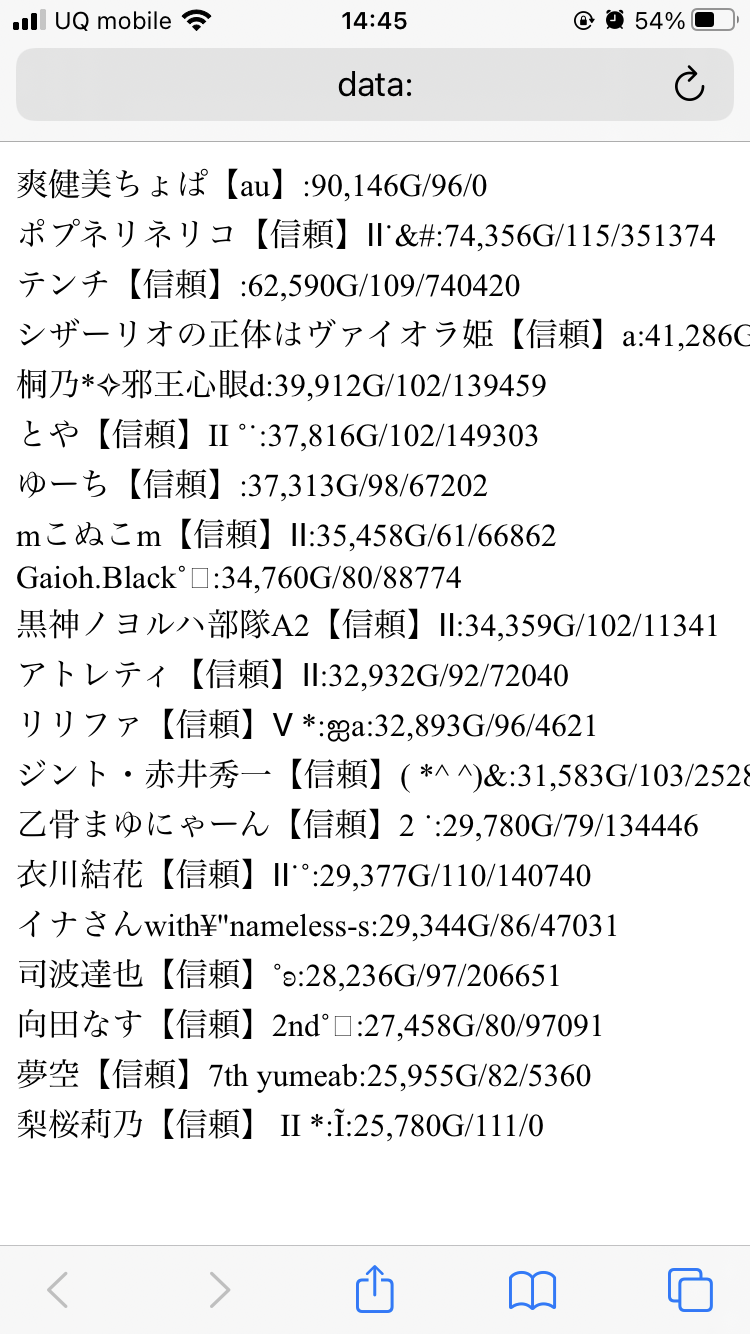 UQ mobile 14:45 54%
data:
爽健美ちょぱ【au】:90,146G/96/0
ポプネリネリコ【信頼】II˙&#:74,356G/115/351374
テンチ【信頼】:62,590G/109/740420
シザーリオの正体はヴァイオラ姫【信頼】a:41,286G
桐乃*✧邪王心眼d:39,912G/102/139459
とや【信頼】II °˙:37,816G/102/149303
ゆーち【信頼】:37,313G/98/67202
mこぬこm【信頼】II:35,458G/61/66862
Gaioh.Black°□:34,760G/80/88774
黒神ノヨルハ部隊A2【信頼】II:34,359G/102/11341
アトレティ【信頼】II:32,932G/92/72040
リリファ【信頼】V *:ஐa:32,893G/96/4621
ジント・赤井秀一【信頼】( *^ ^)&:31,583G/103/2528
乙骨まゆにゃーん【信頼】2 ˙:29,780G/79/134446
衣川結花【信頼】II˙°:29,377G/110/140740
イナさんwith¥"nameless-s:29,344G/86/47031
司波達也【信頼】°ʚ:28,236G/97/206651
向田なす【信頼】2nd°□:27,458G/80/97091
夢空【信頼】7th yumeab:25,955G/82/5360
梨桜莉乃【信頼】 II *:Ĩ:25,780G/111/0